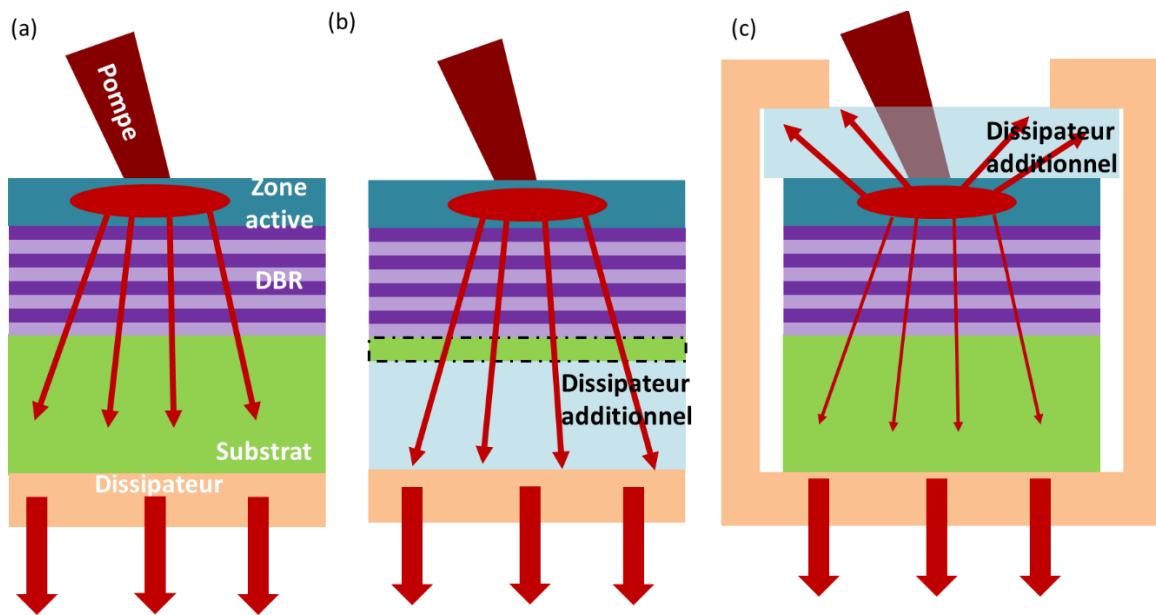 (a)
Pompe
Zone
active
DBR
Substrat
Dissipateur
(b)
Dissipateur
additionnel
(c)
Dissipateur
additionnel